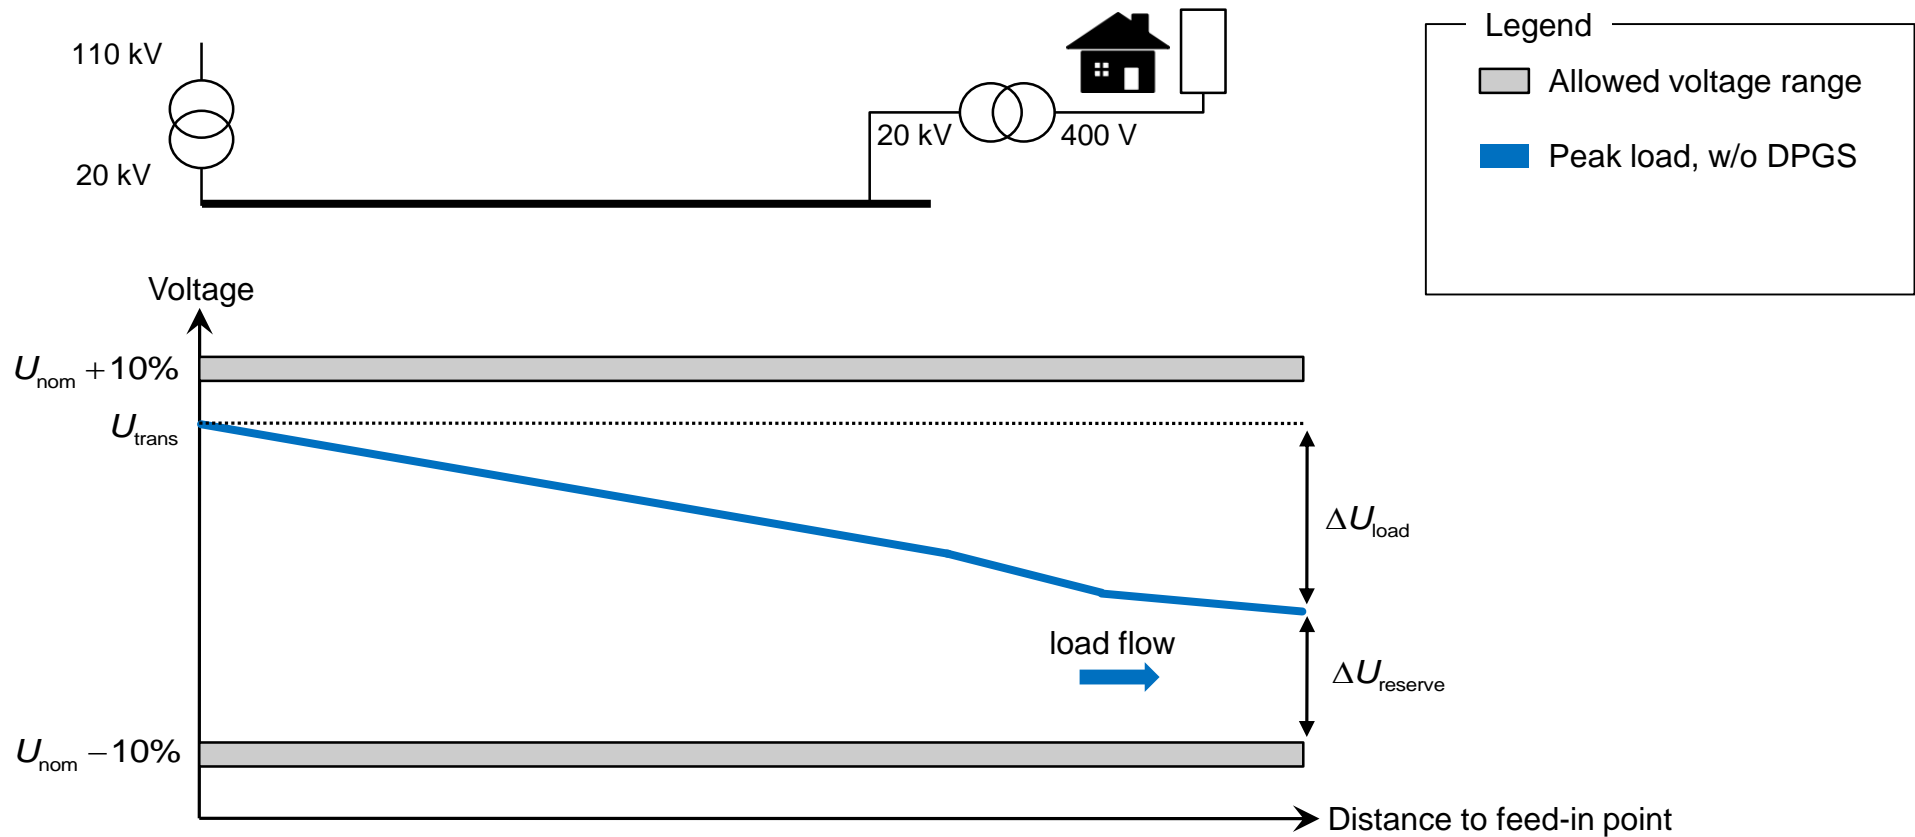 110 kV
20 kV
20 kV
400 V
Legend
Allowed voltage range
Peak load, w/o DPGS
Voltage
U_nom + 10%
U_trans
ΔU_load
load flow
ΔU_reserve
U_nom − 10%
Distance to feed-in point